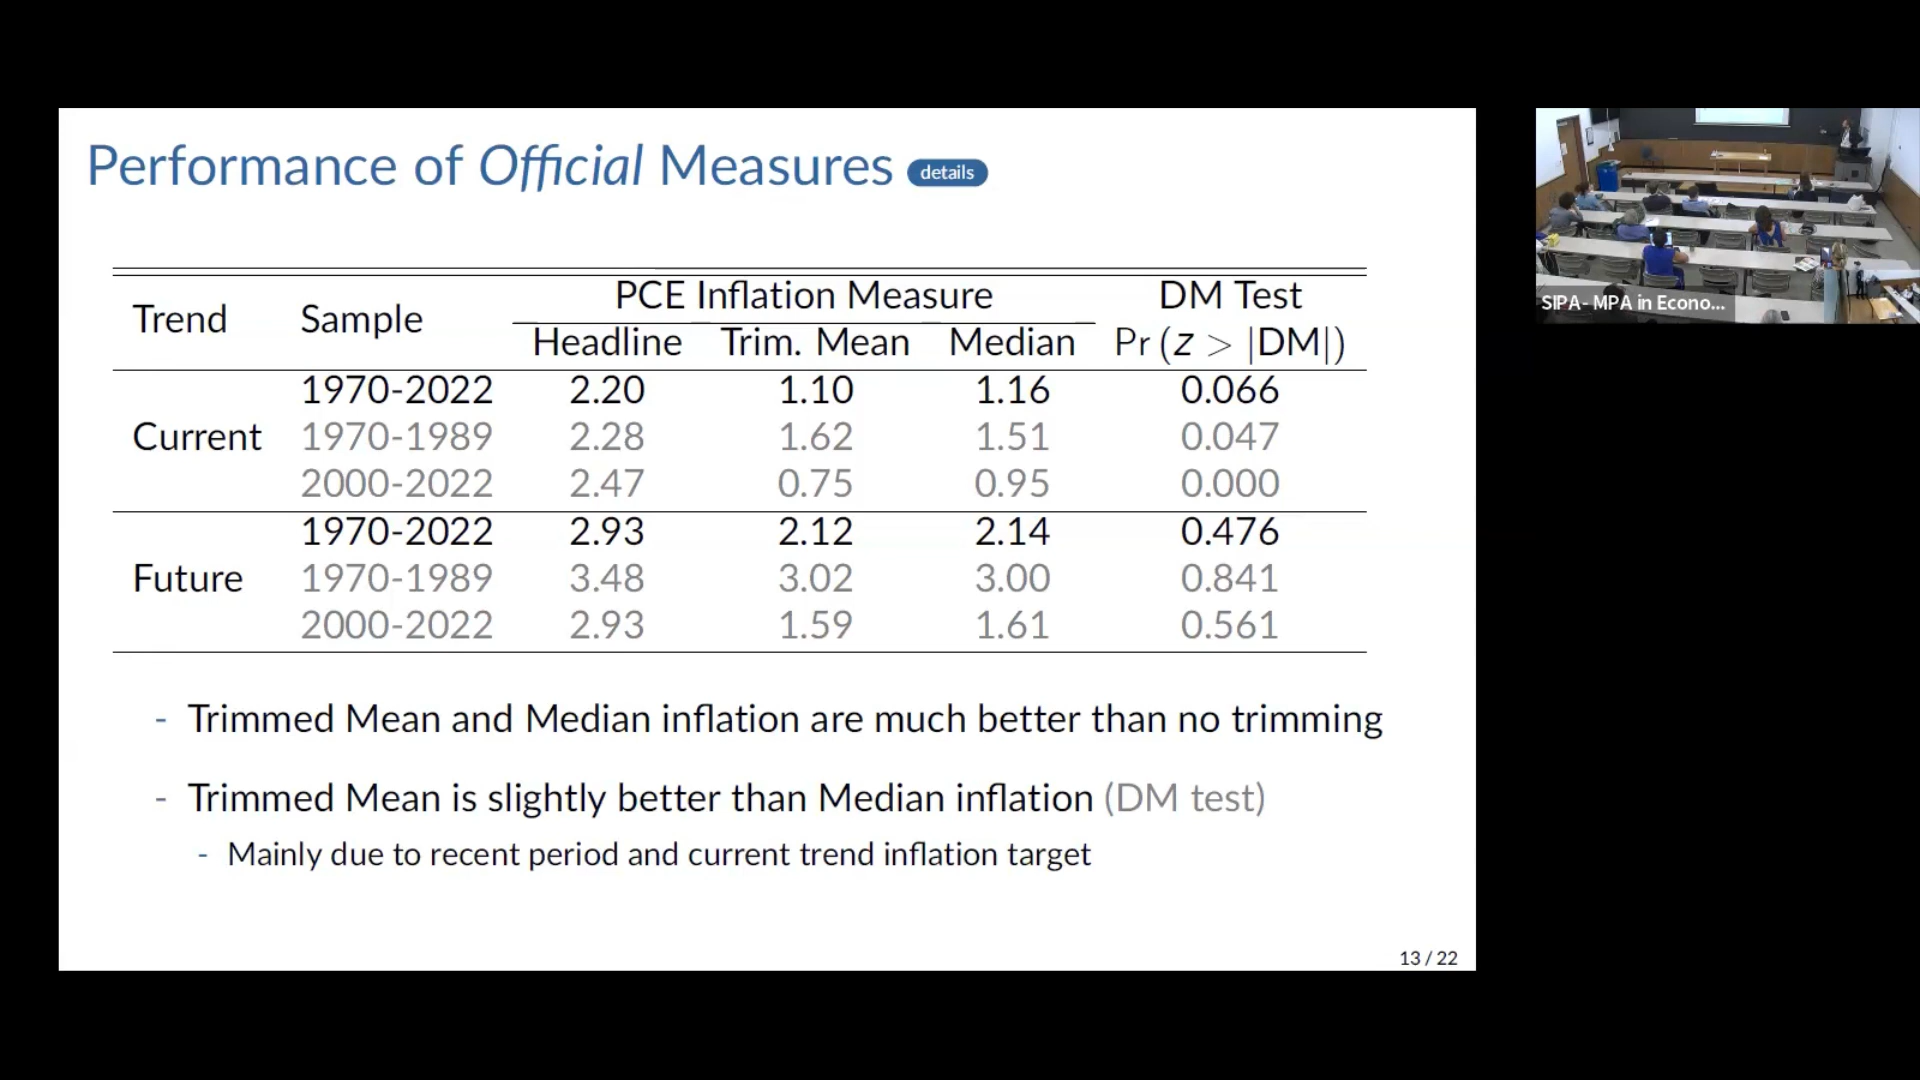 Performance of Official Measures details
Trend Sample PCE Inflation Measure DM Test
Headline Trim. Mean Median Pr (z > |DM|)
Current 1970-2022 2.20 1.10 1.16 0.066
1970-1989 2.28 1.62 1.51 0.047
2000-2022 2.47 0.75 0.95 0.000
Future 1970-2022 2.93 2.12 2.14 0.476
1970-1989 3.48 3.02 3.00 0.841
2000-2022 2.93 1.59 1.61 0.561
- Trimmed Mean and Median inflation are much better than no trimming
- Trimmed Mean is slightly better than Median inflation (DM test)
- Mainly due to recent period and current trend inflation target
13 / 22
SIPA- MPA in Econo...